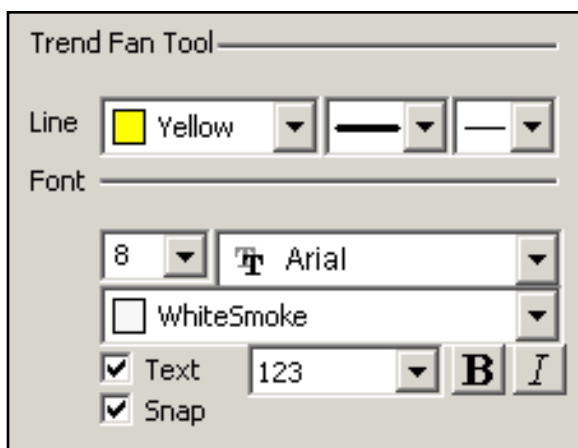 Trend Fan Tool
Line Yellow
Font
8 Arial
WhiteSmoke
Text 123 B I
Snap